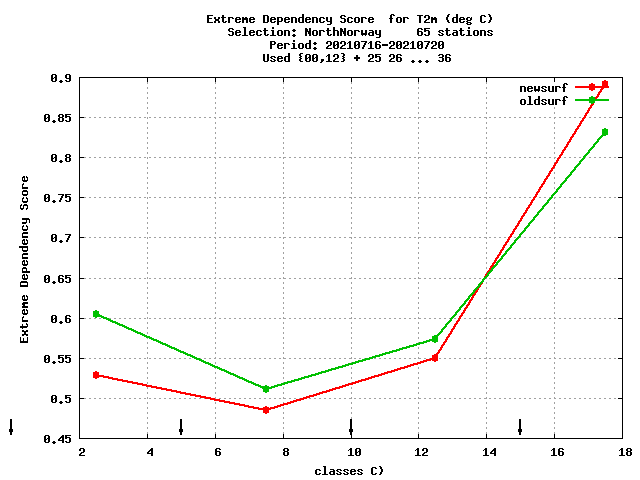 Extreme Dependency Score  for T2m (deg C)
Selection: NorthNorway     65 stations
Period: 20210716-20210720
Used {00,12} + 25 26 ... 36
newsurf
oldsurf
Extreme Dependency Score
0.9
0.85
0.8
0.75
0.7
0.65
0.6
0.55
0.5
0.45
2 4 6 8 10 12 14 16 18
classes C)